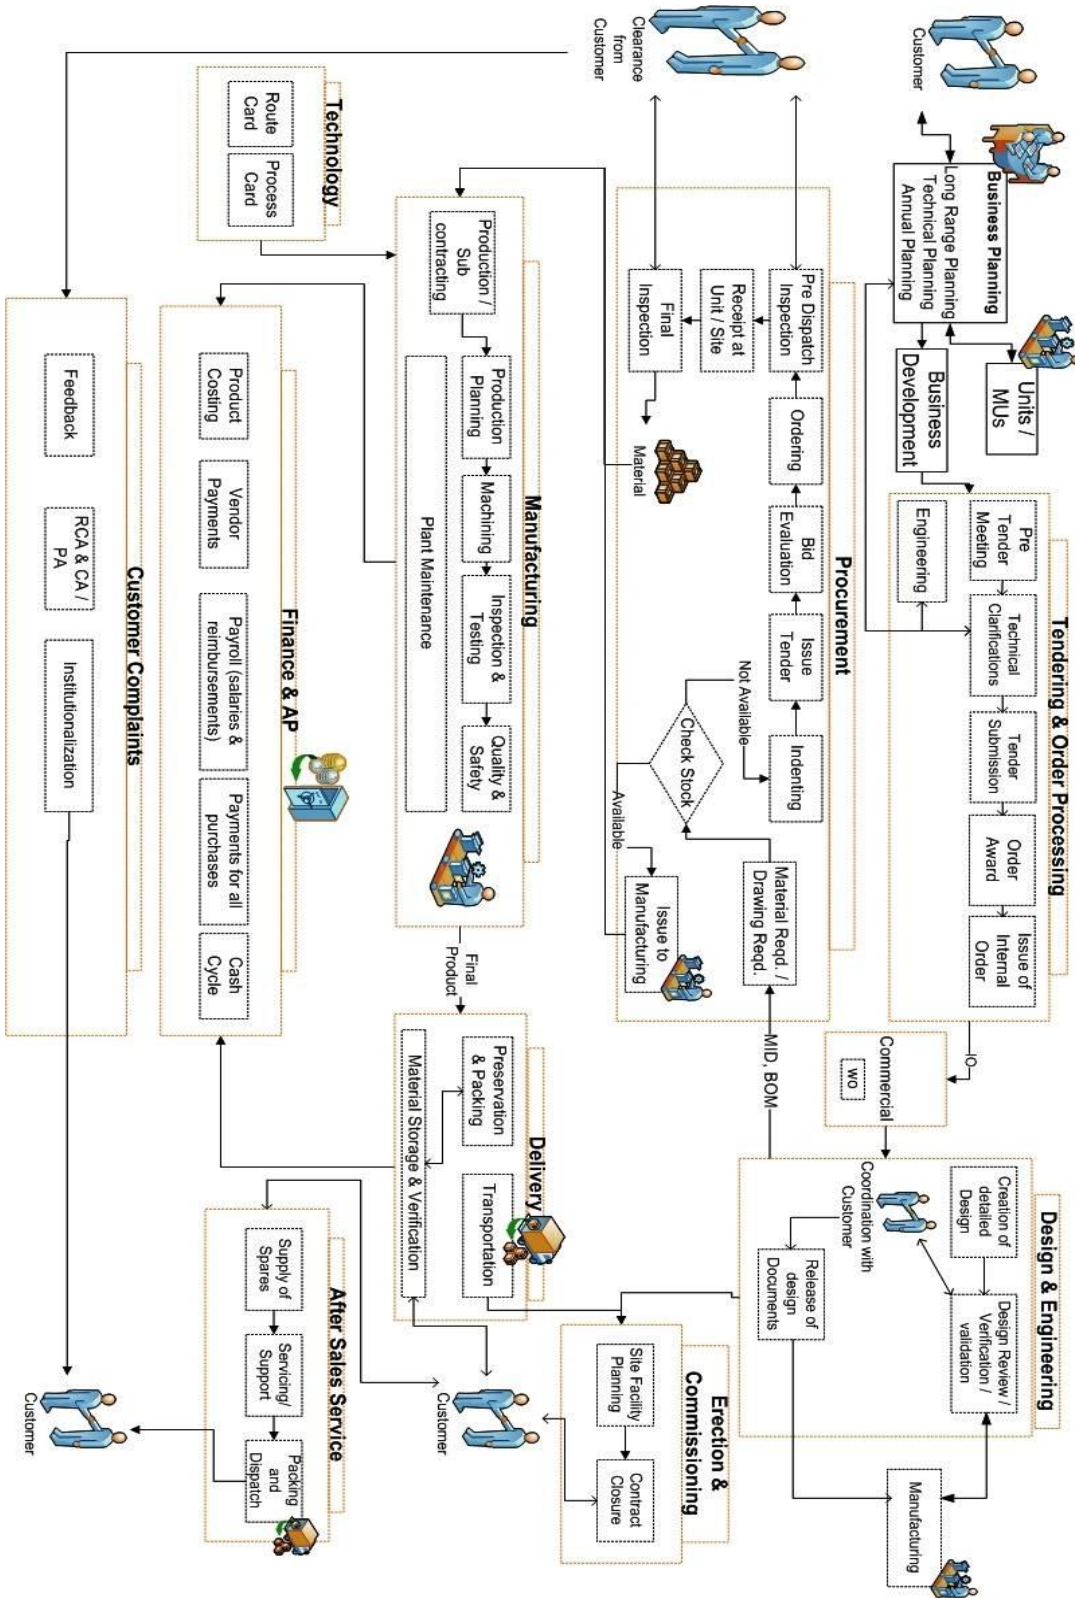 Customer
Business Planning
Long Range Planning
Technical Planning
Annual Planning
Units /
MUs
Business
Development
Tendering & Order Processing
Pre
Tender
Meeting
Technical
Clarifications
Tender
Submission
Order
Award
Issue of
Internal
Order
Engineering
IO
Commercial
wo
Design & Engineering
Creation of
detailed
Design
Design Review /
Verification /
validation
Coordination with
Customer
Release of
design
Documents
Manufacturing
MID, BOM
Clearance
from
Customer
Procurement
Pre Dispatch
Inspection
Ordering
Bid
Evaluation
Issue
Tender
Indenting
Material Reqd. /
Drawing Reqd.
Receipt at
Unit / Site
Not Available
Check Stock
Final
Inspection
Material
Available
Issue to
Manufacturing
Erection &
Commissioning
Site Facility
Planning
Contract
Closure
Technology
Route
Card
Process
Card
Manufacturing
Production /
Sub
contracting
Production
Planning
Machining
Inspection &
Testing
Quality &
Safety
Plant Maintenance
Final
Product
Delivery
Preservation
& Packing
Transportation
Material Storage & Verification
Customer
Finance & AP
Product
Costing
Vendor
Payments
Payroll (salaries &
reimbursements)
Payments for all
purchases
Cash
Cycle
After Sales Service
Supply of
Spares
Servicing/
Support
Packing
and
Dispatch
Customer Complaints
Feedback
RCA & CA /
PA
Institutionalization
Customer